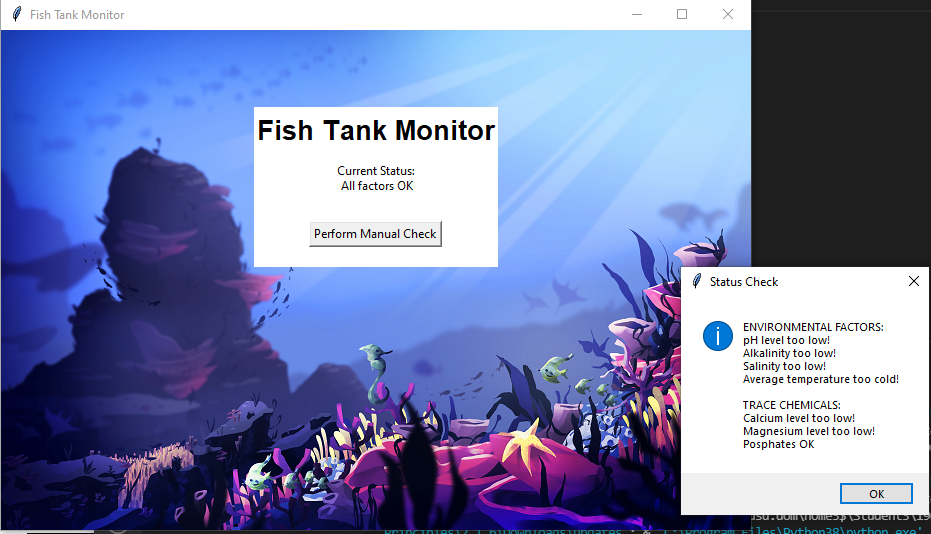 Fish Tank Monitor
Fish Tank Monitor
Current Status:
All factors OK
Perform Manual Check
Status Check
ENVIRONMENTAL FACTORS:
pH level too low!
Alkalinity too low!
Salinity too low!
Average temperature too cold!
TRACE CHEMICALS:
Calcium level too low!
Magnesium level too low!
Posphates OK
OK